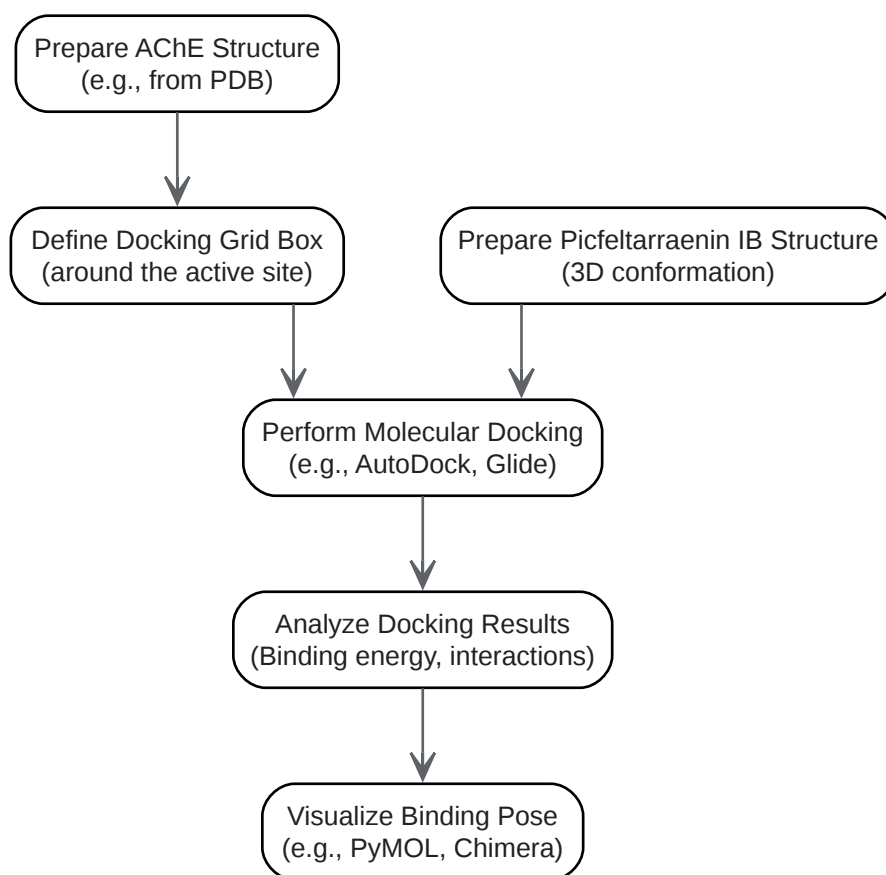 Prepare AChE Structure
(e.g., from PDB)
Define Docking Grid Box
(around the active site)
Prepare Picfeltarraenin IB Structure
(3D conformation)
Perform Molecular Docking
(e.g., AutoDock, Glide)
Analyze Docking Results
(Binding energy, interactions)
Visualize Binding Pose
(e.g., PyMOL, Chimera)